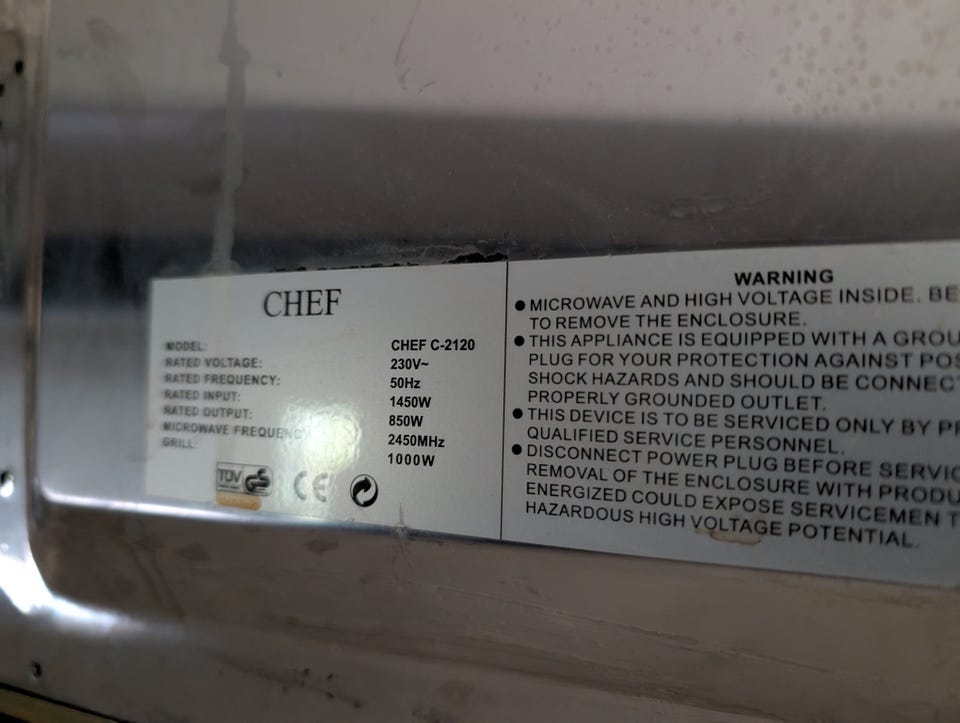 CHEF
MODEL: CHEF C-2120
RATED VOLTAGE: 230V~
RATED FREQUENCY: 50Hz
RATED INPUT: 1450W
RATED OUTPUT: 850W
MICROWAVE FREQUENC 2450MHz
GRILL: 1000W
TÜV GS CE
WARNING
● MICROWAVE AND HIGH VOLTAGE INSIDE. BE
TO REMOVE THE ENCLOSURE.
● THIS APPLIANCE IS EQUIPPED WITH A GROU
PLUG FOR YOUR PROTECTION AGAINST POS
SHOCK HAZARDS AND SHOULD BE CONNECT
PROPERLY GROUNDED OUTLET.
● THIS DEVICE IS TO BE SERVICED ONLY BY PR
QUALIFIED SERVICE PERSONNEL.
● DISCONNECT POWER PLUG BEFORE SERVIC
REMOVAL OF THE ENCLOSURE WITH PRODU
ENERGIZED COULD EXPOSE SERVICEMEN T
HAZARDOUS HIGH VOLTAGE POTENTIAL.